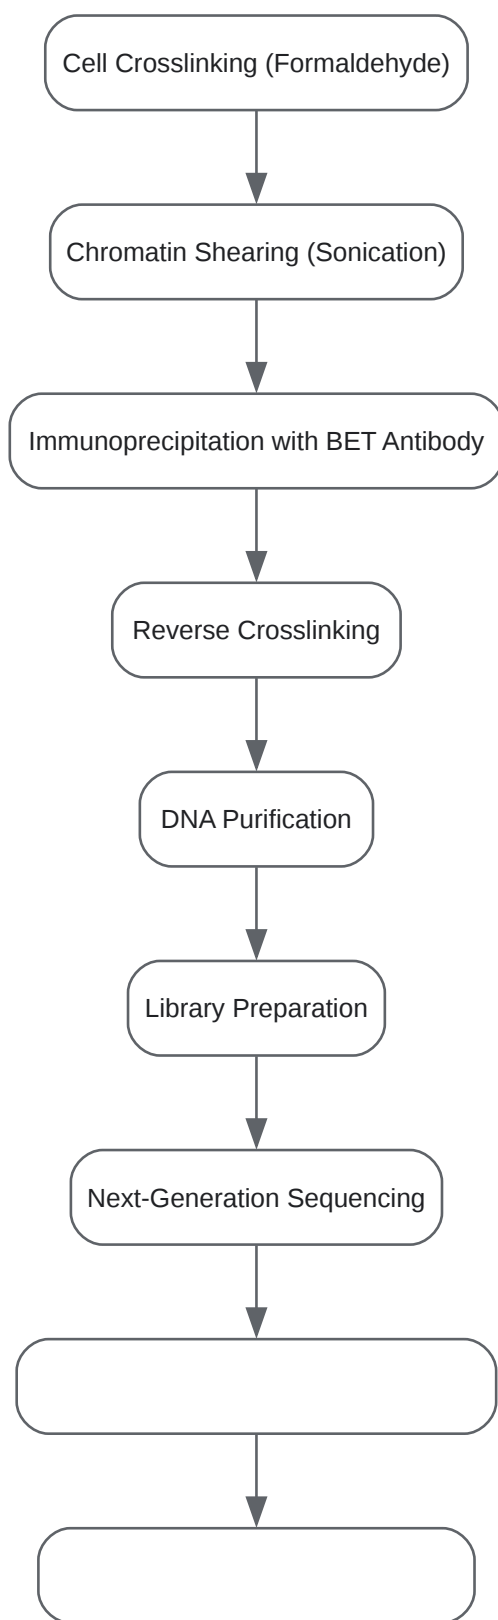 Cell Crosslinking (Formaldehyde)
Chromatin Shearing (Sonication)
Immunoprecipitation with BET Antibody
Reverse Crosslinking
DNA Purification
Library Preparation
Next-Generation Sequencing